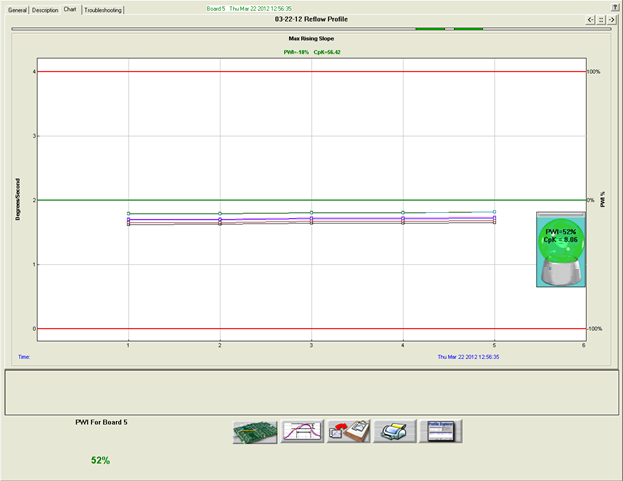 General Description Chart Troubleshooting
Board 5 Thu Mar 22 2012 12:56:35
?
03-22-12 Reflow Profile
<- :: ->
Max Rising Slope
PWI=-18% CpK=56.42
4 100%
3
Degrees/Second
2 0%
PWI %
PWI=52%
CpK = 8.06
1
0 -100%
1 2 3 4 5 6
Time: Thu Mar 22 2012 12:56:35
PWI For Board 5
52%